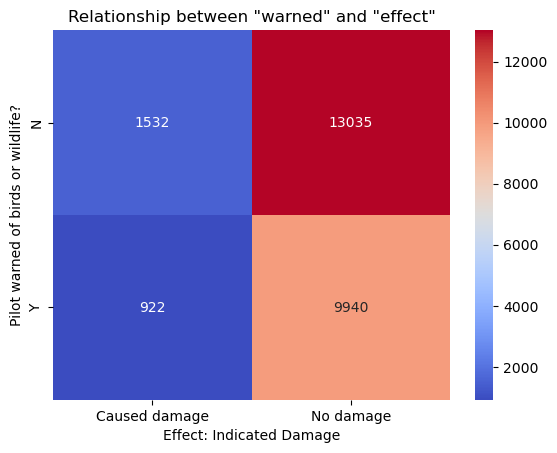 Relationship between "warned" and "effect"
Pilot warned of birds or wildlife?
N
Y
1532
13035
922
9940
Caused damage
No damage
Effect: Indicated Damage
12000
10000
8000
6000
4000
2000